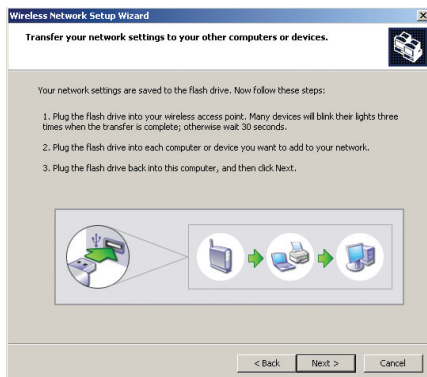 Wireless Network Setup Wizard
Transfer your network settings to your other computers or devices.
Your network settings are saved to the flash drive. Now follow these steps:
1. Plug the flash drive into your wireless access point. Many devices will blink their lights three
times when the transfer is complete; otherwise wait 30 seconds.
2. Plug the flash drive into each computer or device you want to add to your network.
3. Plug the flash drive back into this computer, and then click Next.
< Back
Next >
Cancel